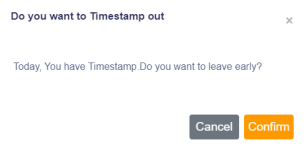 Do you want to Timestamp out
×
Today, You have Timestamp.Do you want to leave early?
Cancel Confirm